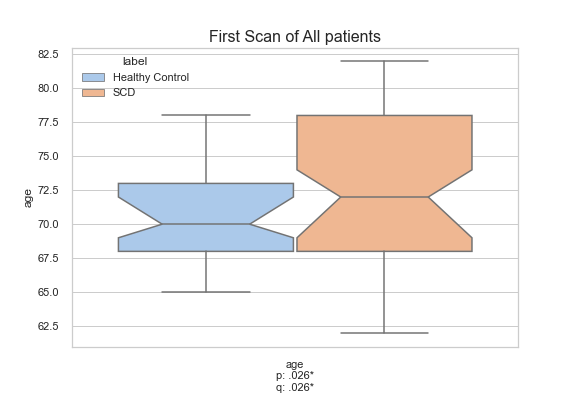 First Scan of All patients
label
Healthy Control
SCD
82.5
80.0
77.5
75.0
72.5
70.0
67.5
65.0
62.5
age
age
p: .026*
q: .026*